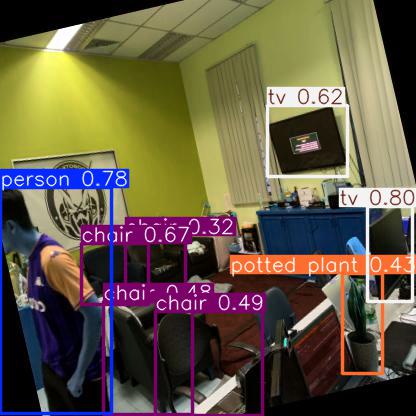 tv 0.62
person 0.78
tv 0.80
chair 0.32
chair 0.67
potted plant 0.43
chair 0.48
chair 0.49